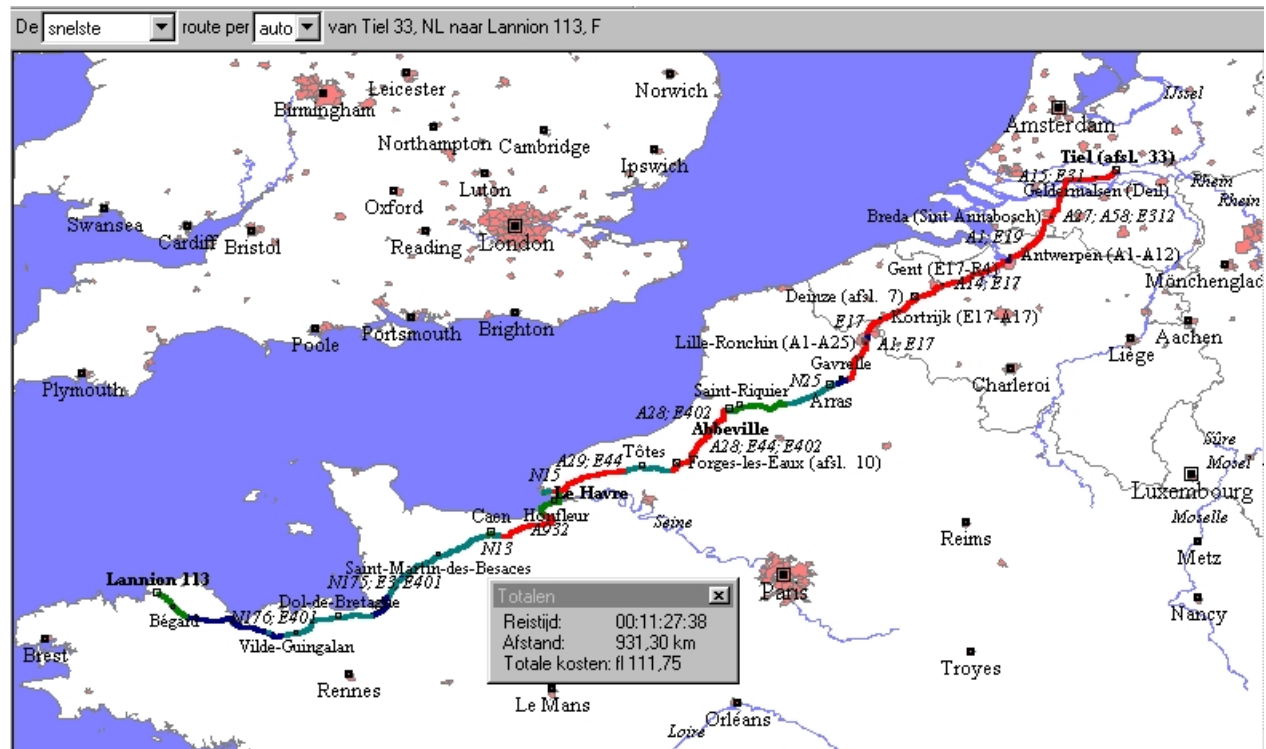 De snelste route per auto van Tiel 33, NL naar Lannion 113, F
Leicester
Norwich
Birmingham
IJssel
Amsterdam
Northampton
Cambridge
Ipswich
Tiel (afsl. 33)
A15; E31
Luton
Geldermalsen (Deil)
Rhein
Rhein
Oxford
Swansea
Cardiff
Bristol
Reading
London
Breda (Sint Annabosch)
A27; A58; E312
A1; E19
Antwerpen (A1-A12)
Gent (E17-R4)
A14; E17
Mönchenglad
Deinze (afsl. 7)
E17
Kortrijk (E17-A17)
Portsmouth
Brighton
Poole
Lille-Ronchin (A1-A25)
A1; E17
Liège
Aachen
Gavrelle
Charleroi
Plymouth
N25
Saint-Riquier
Arras
A28; E402
Abbeville
A28; E44; E402
Sûre
Mosel
Tôtes
A29; E44
Forges-les-Eaux (afsl. 10)
N15
Le Havre
Luxembourg
Honfleur
Seine
Moselle
Caen
A932
Reims
N13
Metz
Saint-Martin-des-Besaces
Lannion 113
N175; E3; E401
Paris
Totalen
Dol-de-Bretagne
Reistijd: 00:11:27:38
Nancy
Bégard
N176; E401
Afstand: 931,30 km
Vilde-Guingalan
Totale kosten: fl 111,75
Brest
Troyes
Rennes
Le Mans
Orléans
Loire